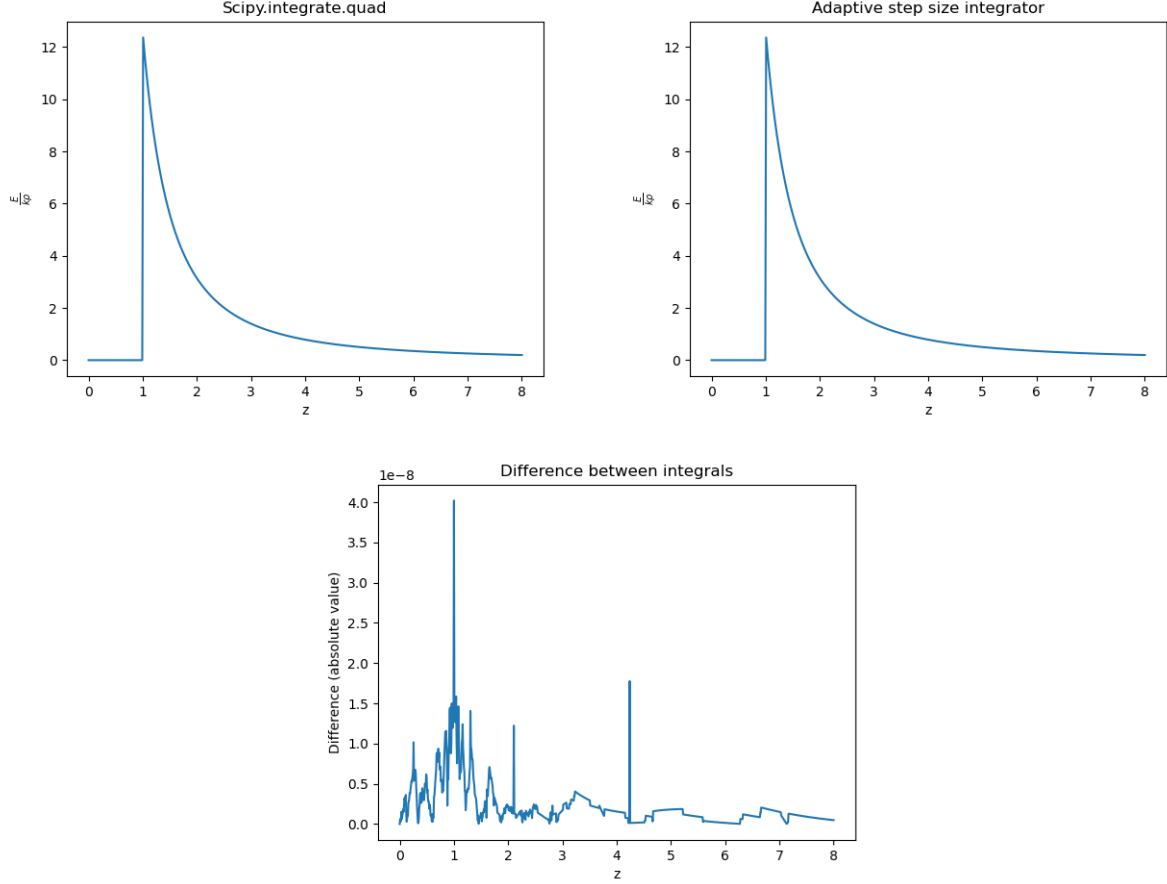 Scipy.integrate.quad
12
10
8
6
4
2
0
E/kρ
0 1 2 3 4 5 6 7 8
z
Adaptive step size integrator
12
10
8
6
4
2
0
E/kρ
0 1 2 3 4 5 6 7 8
z
Difference between integrals
1e−8
4.0
3.5
3.0
2.5
2.0
1.5
1.0
0.5
0.0
Difference (absolute value)
0 1 2 3 4 5 6 7 8
z